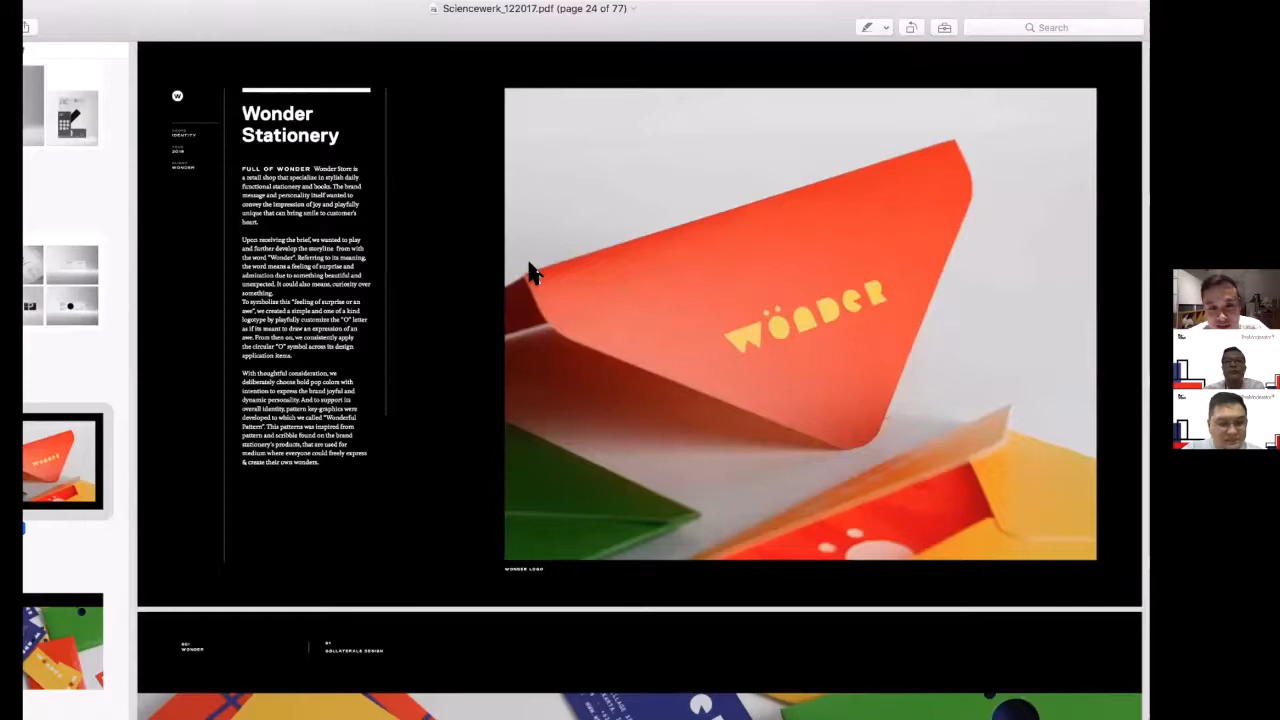 Sciencewerk_122017.pdf (page 24 of 77)
Search
W
IDENTITY
2016
WONDER
Wonder
Stationery
FULL OF WONDER Wonder Store is
a retail shop that specialize in stylish daily
functional stationery and books. The brand
message and personality itself wanted to
convey the impression of joy and playfully
unique that can bring smile to customer's
heart.
Upon receiving the brief, we wanted to play
and further develop the storyline from with
the word "Wonder". Referring to its meaning,
the word means a feeling of surprise and
admiration due to something beautiful and
unexpected. It could also means, curiosity over
something.
To symbolize this "feeling of surprise or an
awe", we created a simple and one of a kind
logotype by playfully customize the "O" letter
as if its meant to draw an expression of an
awe. From then on, we consistently apply
the circular "O" symbol across its design
application items.
With thoughtful consideration, we
deliberately choose bold pop colors with
intention to express the brand joyful and
dynamic personality. And to support its
overall identity, pattern key-graphics were
developed to which we called "Wonderful
Pattern". This patterns was inspired from
pattern and scribble found on the brand
stationery's products, that are used for
medium where everyone could freely express
& create their own wonders.
WÖNDER
WONDER LOGO
WONDER
COLLATERALS DESIGN